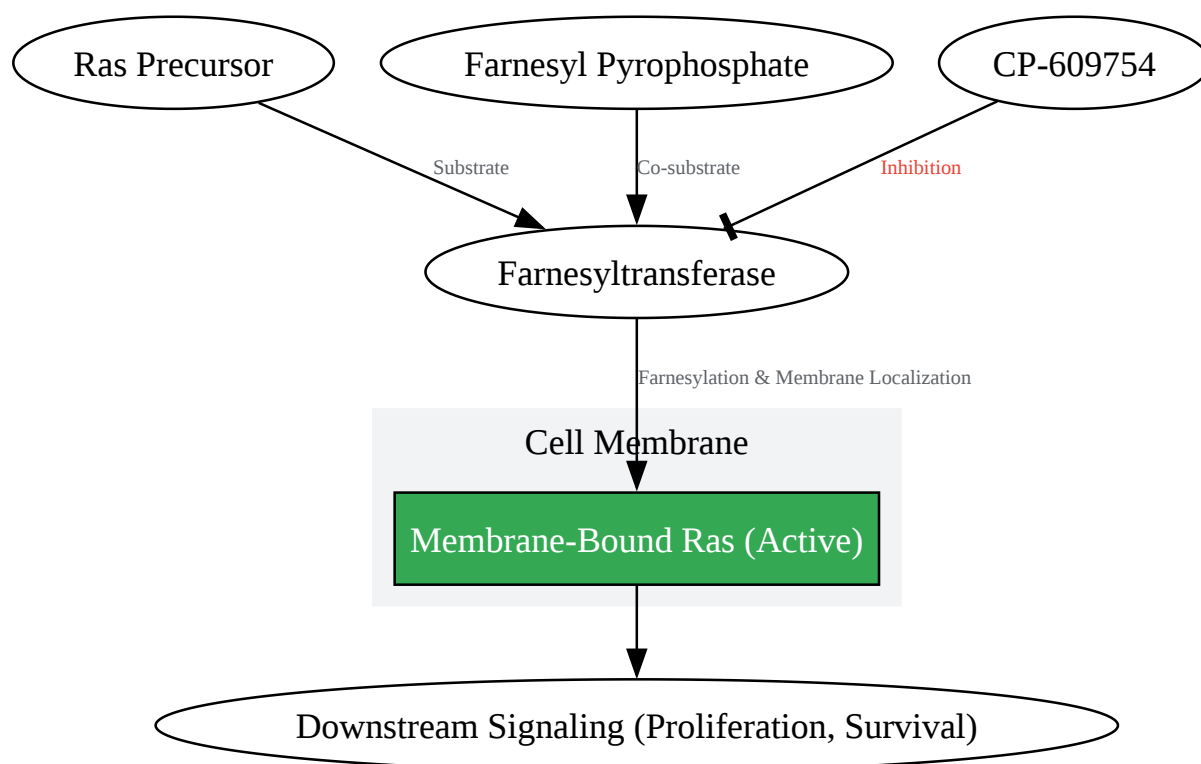 Ras Precursor
Farnesyl Pyrophosphate
CP-609754
Substrate
Co-substrate
Inhibition
Farnesyltransferase
Farnesylation & Membrane Localization
Cell Membrane
Membrane-Bound Ras (Active)
Downstream Signaling (Proliferation, Survival)